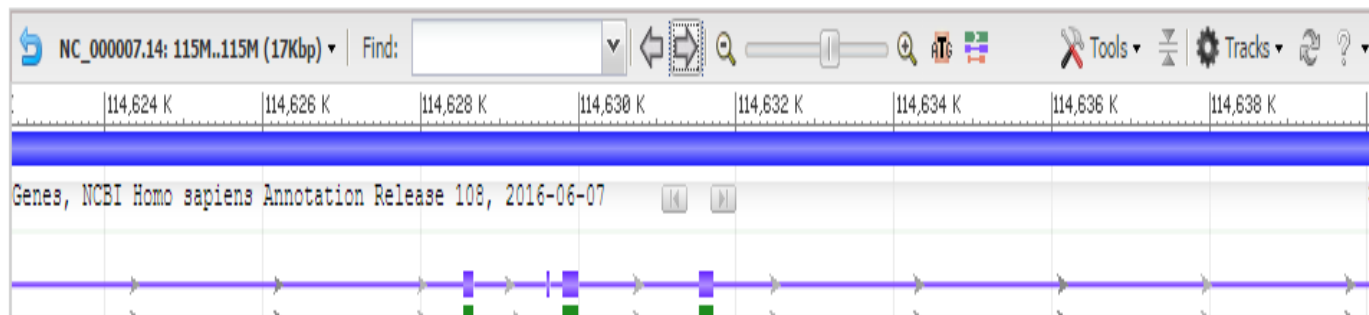 NC_000007.14: 115M..115M (17Kbp) Find: ATG Tools Tracks ?
114,624 K 114,626 K 114,628 K 114,630 K 114,632 K 114,634 K 114,636 K 114,638 K
Genes, NCBI Homo sapiens Annotation Release 108, 2016-06-07